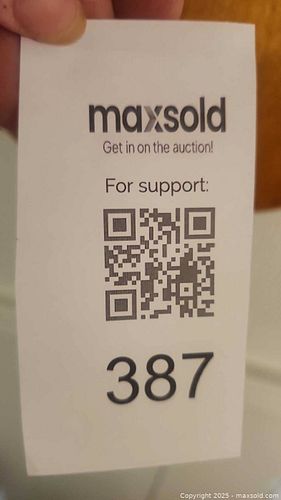 maxsold
Get in on the auction!
For support:
387
Copyright 2025 - maxsold.com